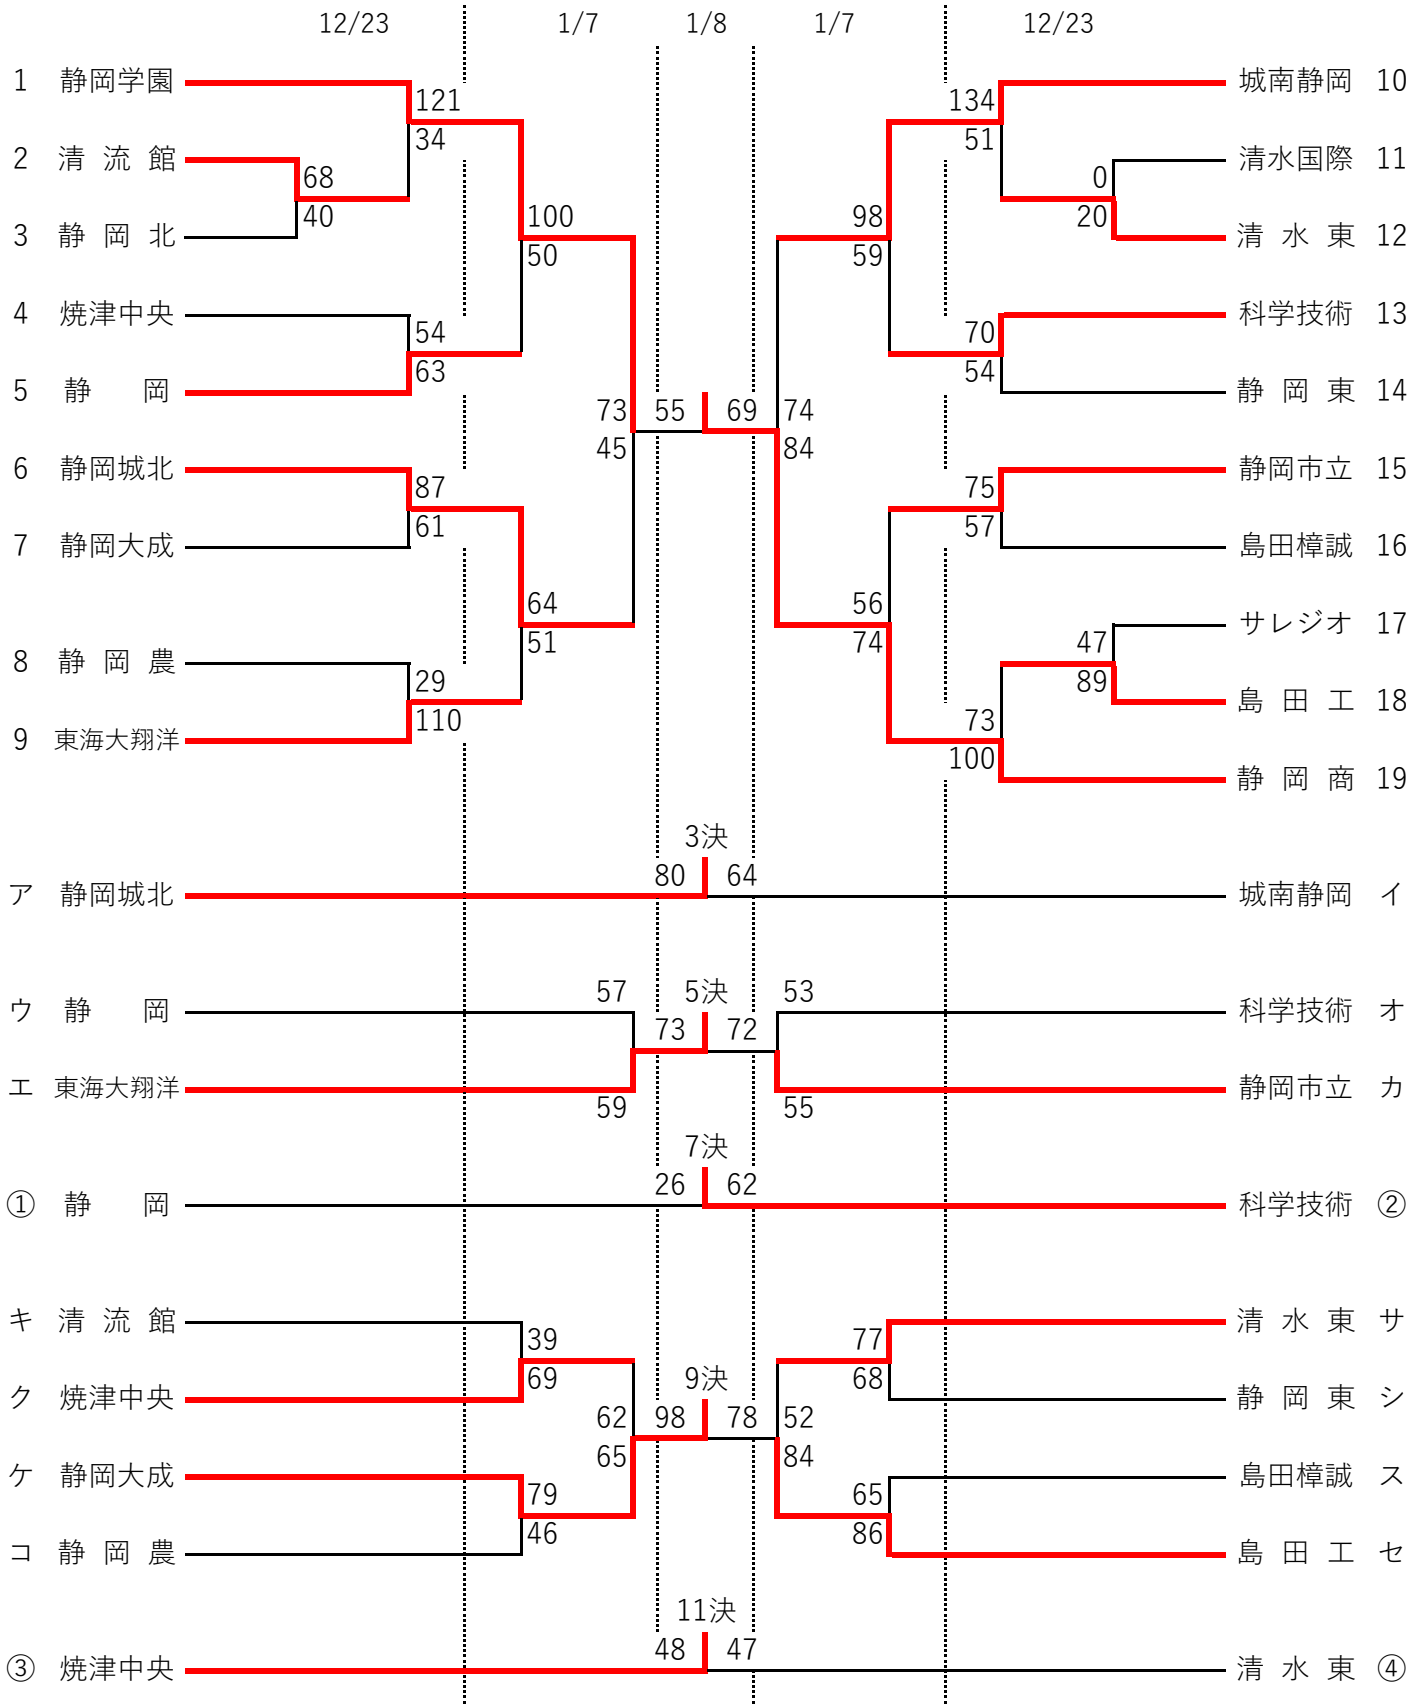 12/23 1/7 1/8 1/7 12/23
1 静岡学園 城南静岡 10
121 134
34 51
2 清流館 清水国際 11
68 0
40 20
3 静岡北 100 98 清水東 12
50 59
4 焼津中央 科学技術 13
54 70
63 54
5 静岡 静岡東 14
73 55 69 74
45 84
6 静岡城北 静岡市立 15
87 75
61 57
7 静岡大成 島田樟誠 16
64 56 サレジオ 17
51 74 47
8 静岡農
29 89
島田工 18
110 73
9 東海大翔洋
100
静岡商 19
3決
80 64
ア 静岡城北 城南静岡 イ
57 5決 53
ウ 静岡 科学技術 オ
73 72
エ 東海大翔洋 静岡市立 カ
59 55
7決
26 62
① 静岡 科学技術 ②
キ 清流館 清水東 サ
39 77
69 9決 68
ク 焼津中央 静岡東 シ
62 98 78 52
65 84
ケ 静岡大成 島田樟誠 ス
79 65
46 86
コ 静岡農 島田工 セ
11決
48 47
③ 焼津中央 清水東 ④